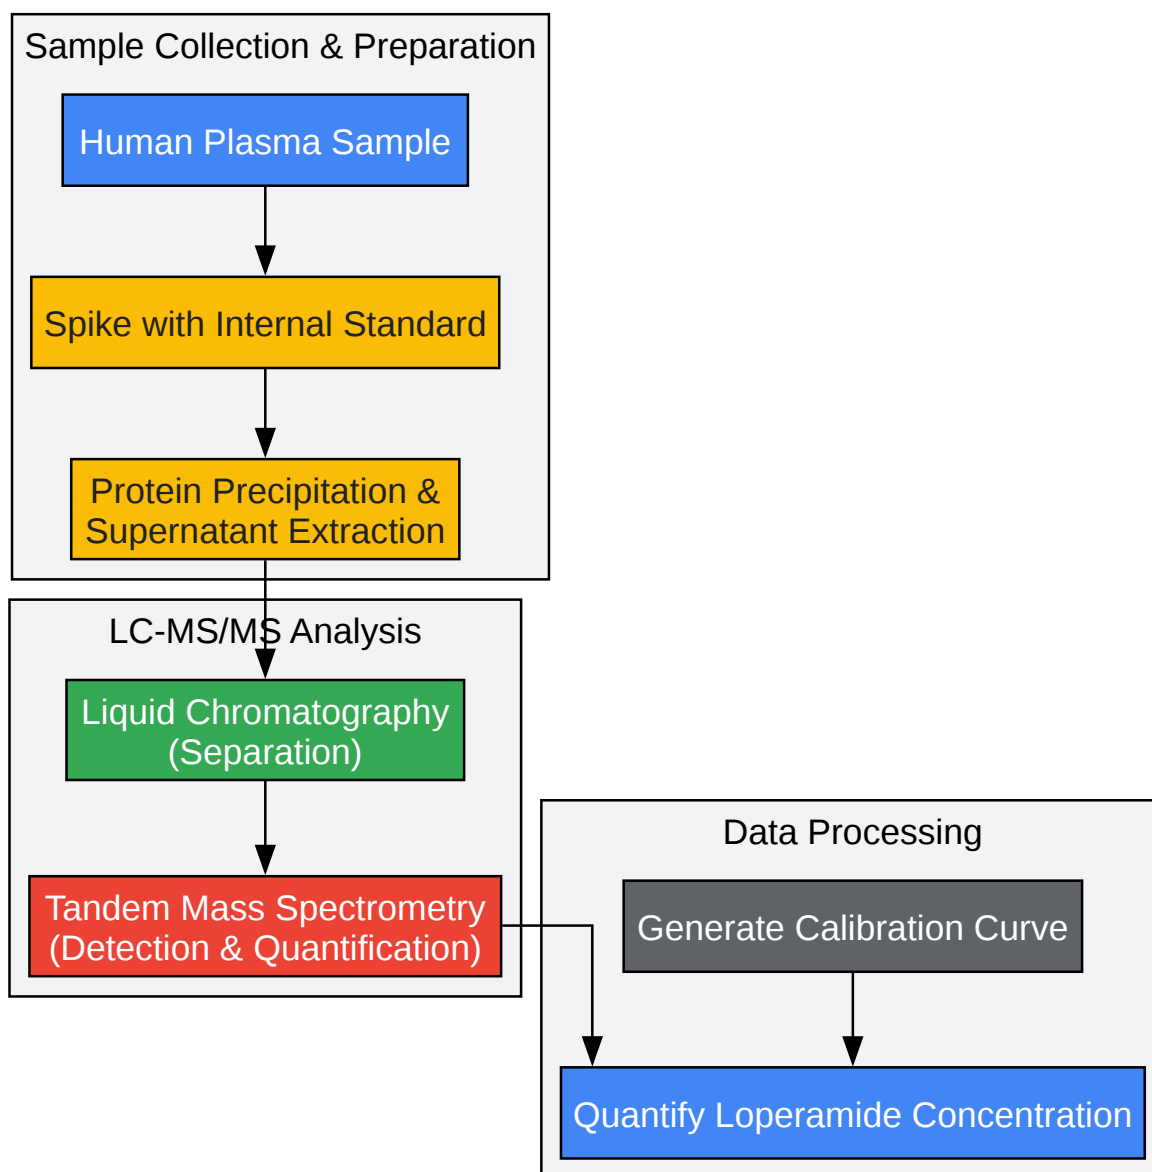 Sample Collection & Preparation
Human Plasma Sample
Spike with Internal Standard
Protein Precipitation &
Supernatant Extraction
LC-MS/MS Analysis
Liquid Chromatography
(Separation)
Tandem Mass Spectrometry
(Detection & Quantification)
Data Processing
Generate Calibration Curve
Quantify Loperamide Concentration